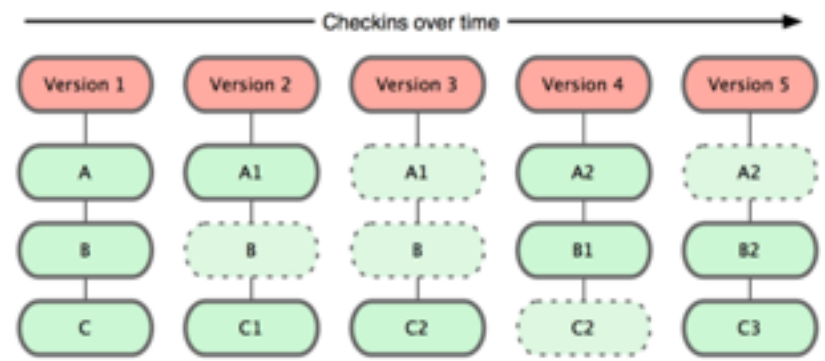 Checkins over time
Version 1 Version 2 Version 3 Version 4 Version 5
A A1 A1 A2 A2
B B B B1 B2
C C1 C2 C2 C3